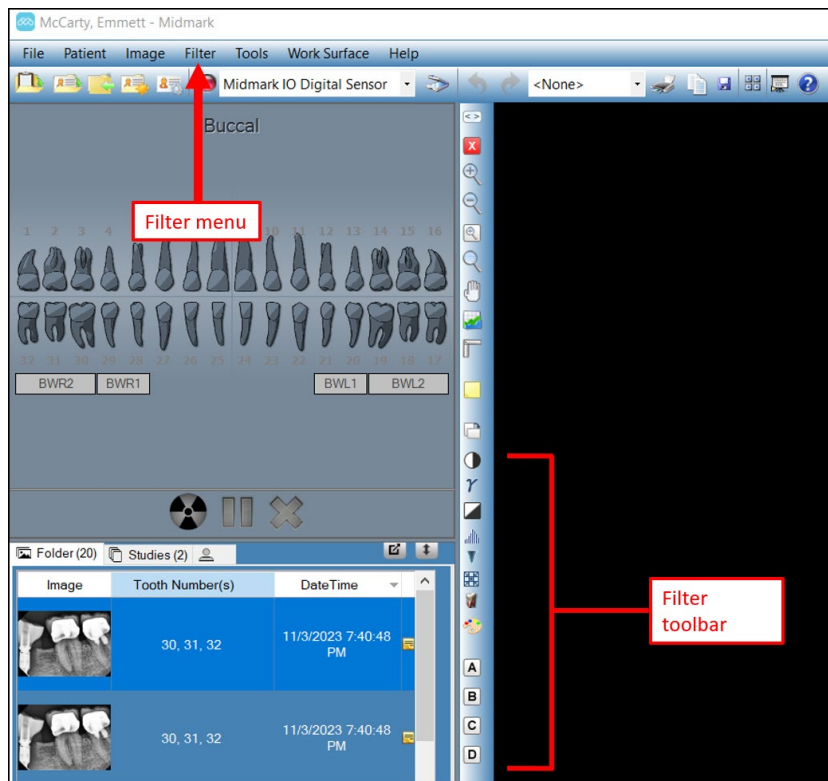 McCarty, Emmett - Midmark
File Patient Image Filter Tools Work Surface Help
Midmark IO Digital Sensor <None>
Buccal
Filter menu
1 2 3 4 10 11 12 13 14 15 16
32 31 30 29 28 27 26 25 24 23 22 21 20 19 18 17
BWR2 BWR1 BWL1 BWL2
Folder (20) Studies (2)
Image Tooth Number(s) DateTime
30, 31, 32 11/3/2023 7:40:48
PM
30, 31, 32 11/3/2023 7:40:48
PM
γ
Filter
toolbar
A
B
C
D